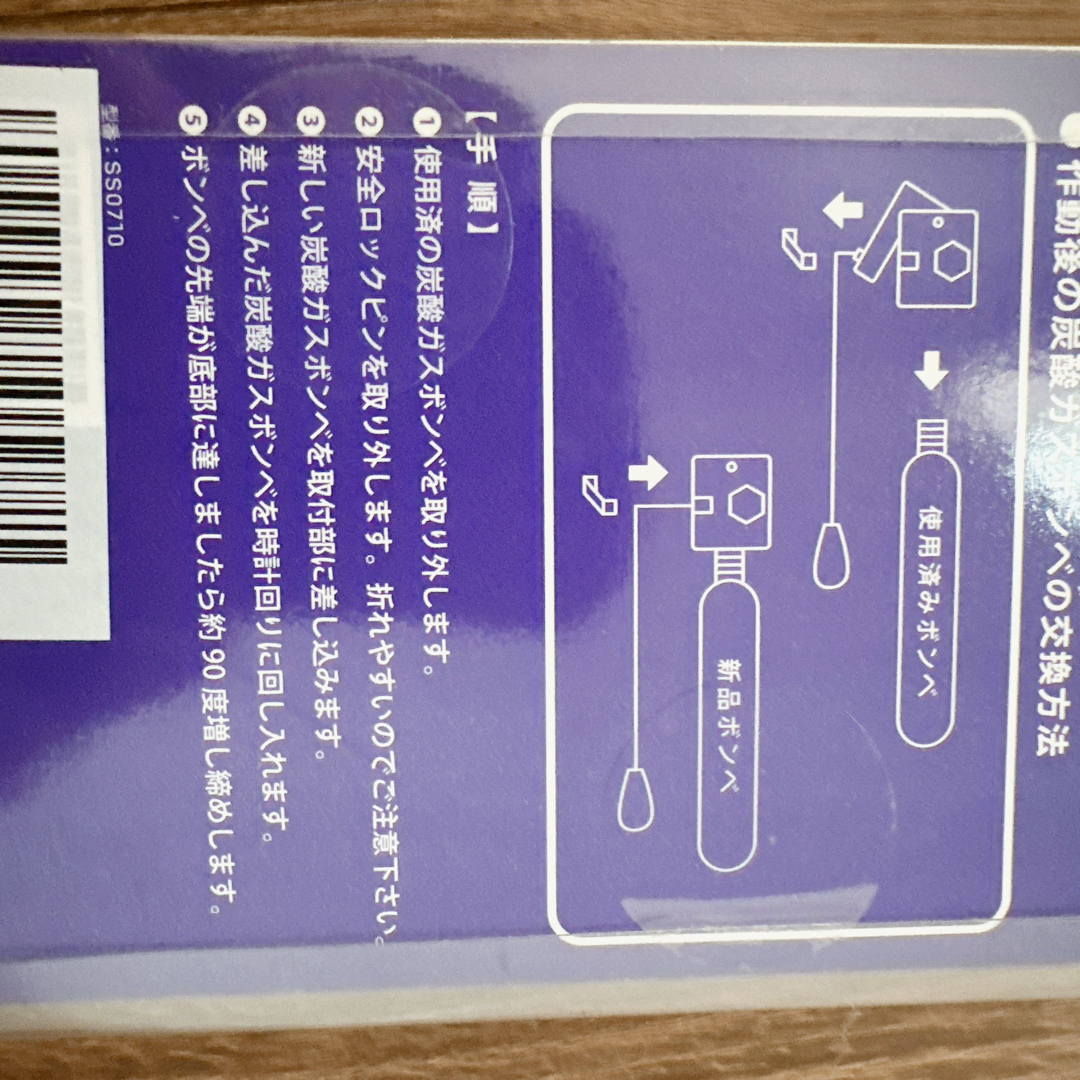 作動後の炭酸ガスボンベの交換方法
使用済みボンベ
新品ボンベ
【手 順】
❶ 使用済の炭酸ガスボンベを取り外します。
❷ 安全ロックピンを取り外します。折れやすいのでご注意下さい。
❸ 新しい炭酸ガスボンベを取付部に差し込みます。
❹ 差し込んだ炭酸ガスボンベを時計回りに回し入れます。
❺ ボンベの先端が底部に達しましたら約 90 度増し締めします。
型番：SS0710